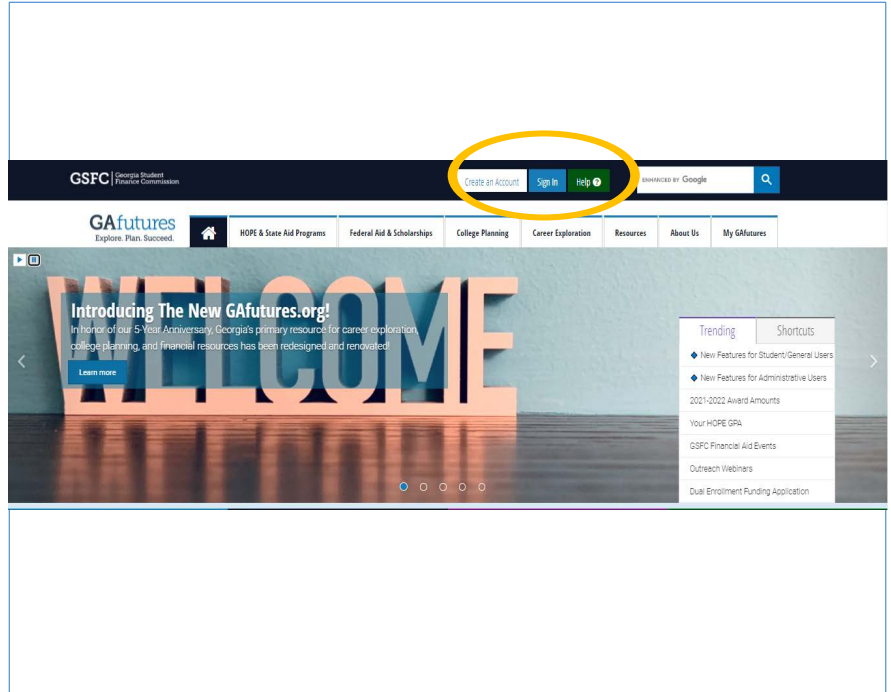 GSFC Georgia Student
Finance Commission
Create an Account Sign In Help ?
ENHANCED BY Google
GAfutures
Explore. Plan. Succeed.
HOPE & State Aid Programs Federal Aid & Scholarships College Planning Career Exploration Resources About Us My GAfutures
WELCOME
Introducing The New GAfutures.org!
In honor of our 5-Year Anniversary, Georgia's primary resource for career exploration,
college planning, and financial resources has been redesigned and renovated!
Learn more
Trending Shortcuts
New Features for Student/General Users
New Features for Administrative Users
2021-2022 Award Amounts
Your HOPE GPA
GSFC Financial Aid Events
Outreach Webinars
Dual Enrollment Funding Application